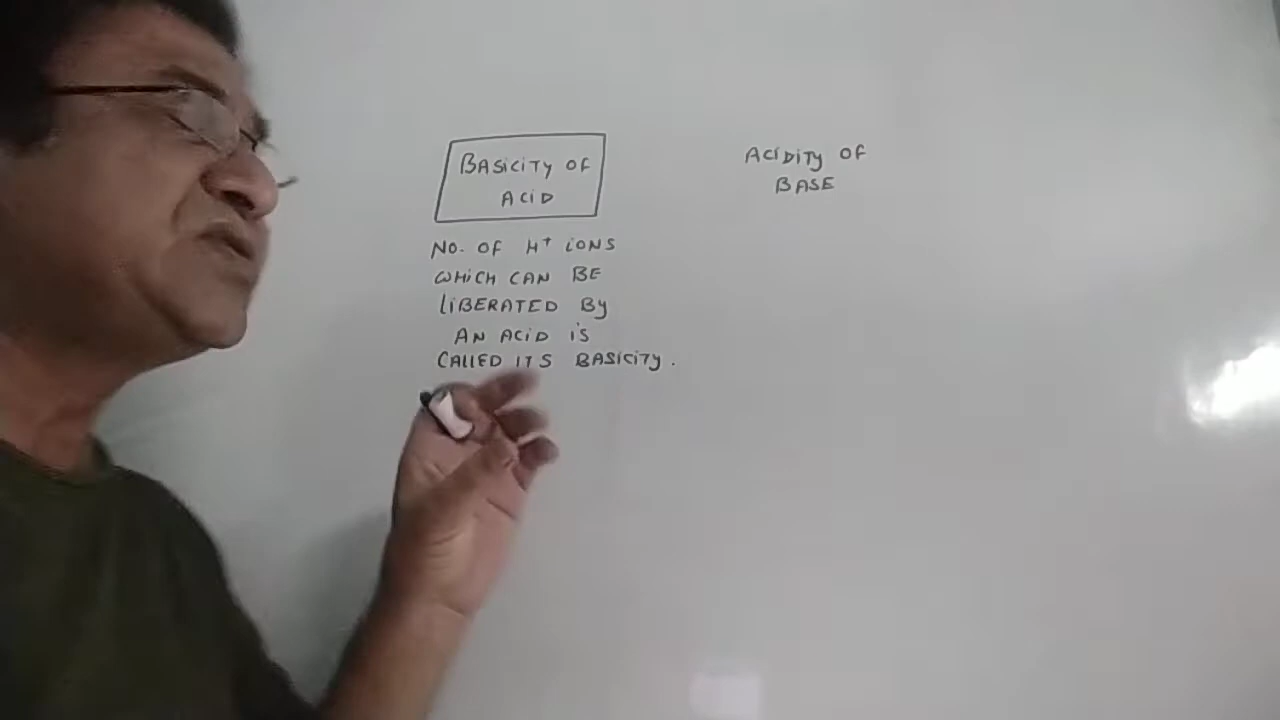 BASICITY OF
ACID
NO. OF H⁺ IONS
WHICH CAN BE
LIBERATED BY
AN ACID IS
CALLED ITS BASICITY.
ACIDITY OF
BASE